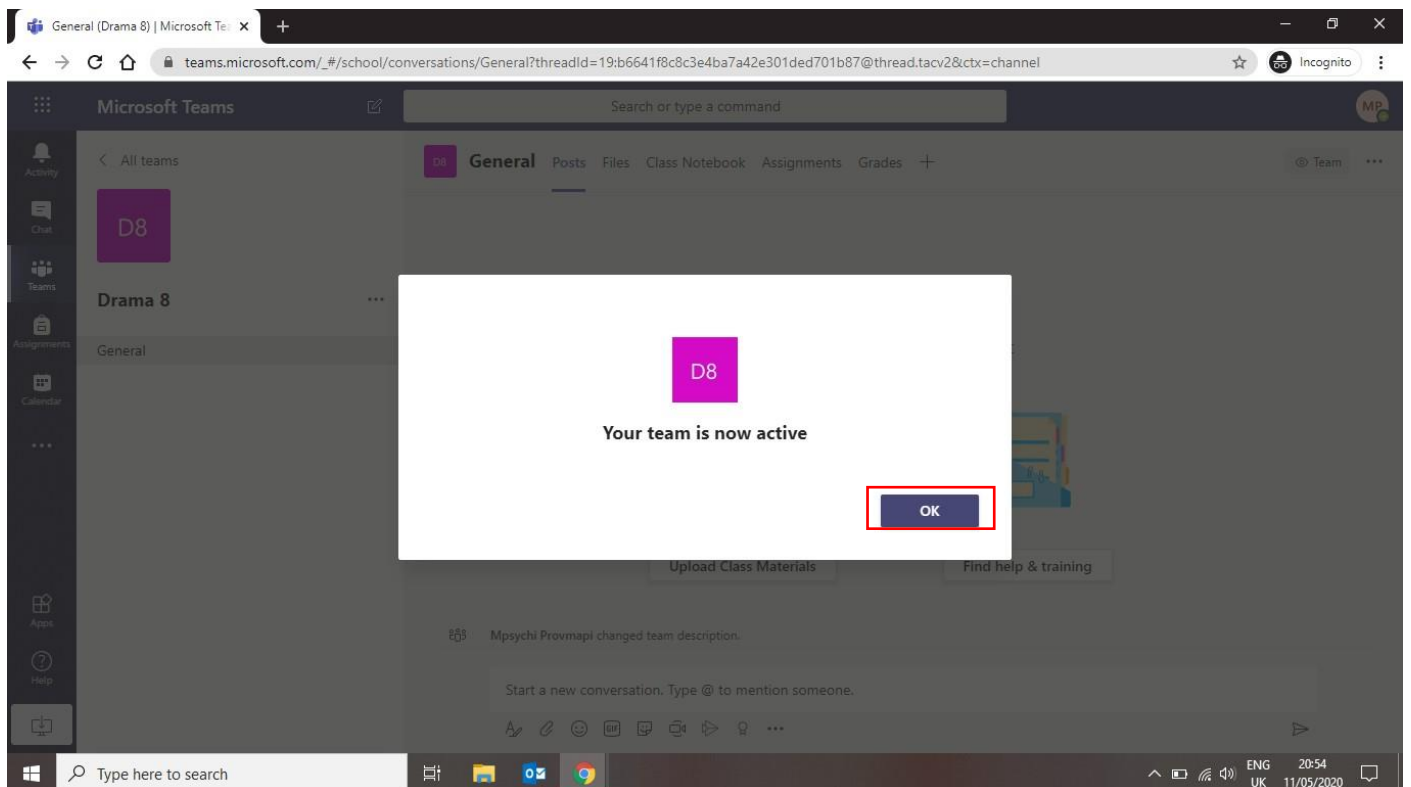 General (Drama 8) | Microsoft Te
teams.microsoft.com/_#/school/conversations/General?threadId=19:b6641f8c8c3e4ba7a42e301ded701b87@thread.tacv2&ctx=channel
Incognito
Microsoft Teams
Search or type a command
MP
Activity
Chat
Teams
Assignments
Calendar
Apps
Help
All teams
D8
Drama 8
General
D8 General Posts Files Class Notebook Assignments Grades
Team
D8
Your team is now active
OK
Upload Class Materials Find help & training
Mpsychi Provmapi changed team description.
Start a new conversation. Type @ to mention someone.
GIF
Type here to search
ENG
UK
20:54
11/05/2020